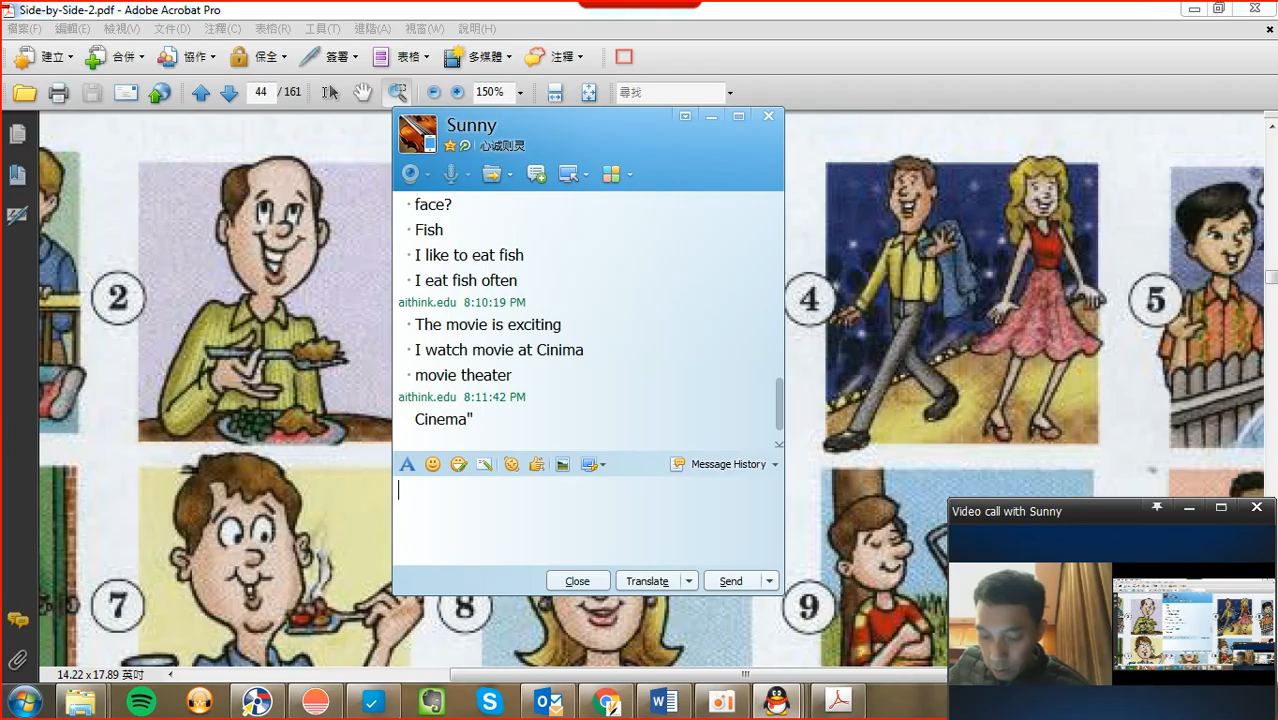 Side-by-Side-2.pdf - Adobe Acrobat Pro
檔案(F) 編輯(E) 檢視(V) 文件(D) 注釋(C) 表格(R) 工具(T) 進階(A) 視窗(W) 說明(H)
建立 合併 協作 保全 簽署 表格 多媒體 注釋
44 / 161 150% 尋找
Sunny
心诚则灵
face?
Fish
I like to eat fish
I eat fish often
aithink.edu 8:10:19 PM
The movie is exciting
I watch movie at Cinima
movie theater
aithink.edu 8:11:42 PM
Cinema"
Message History
Close Translate Send
2
4
5
7
8
9
Video call with Sunny
14.22 x 17.89 英吋